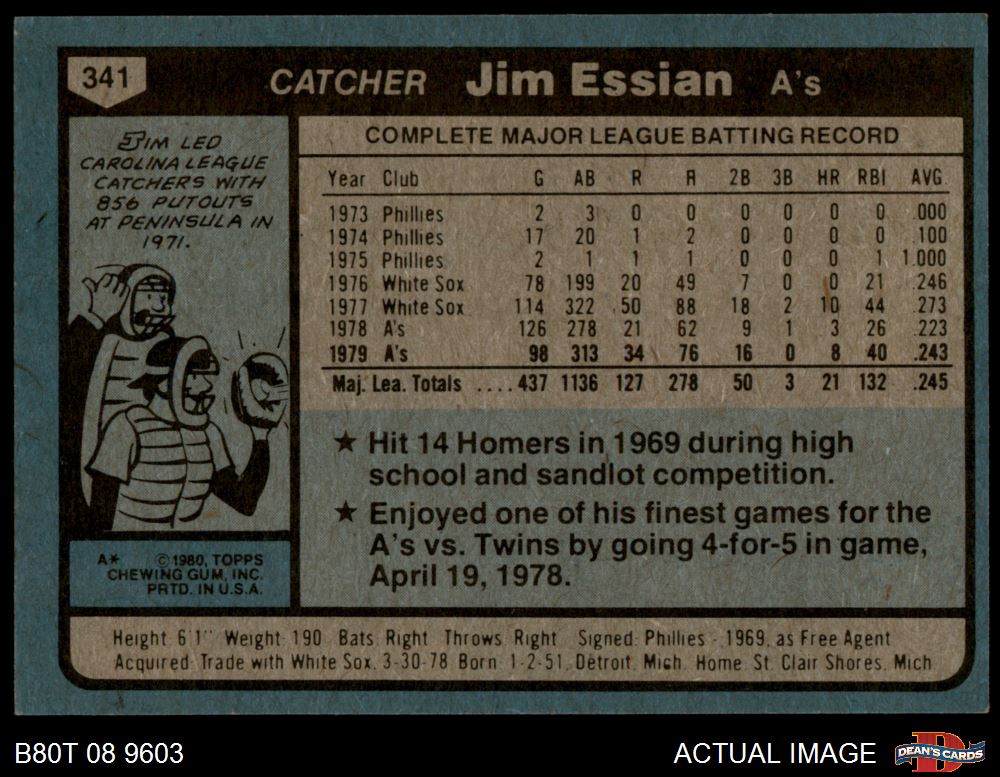 341 CATCHER Jim Essian A's
JIM LED
CAROLINA LEAGUE
CATCHERS WITH
856 PUTOUTS
AT PENINSULA IN
1971.
A* ©1980, TOPPS
CHEWING GUM, INC.
PRTD. IN U.S.A.
COMPLETE MAJOR LEAGUE BATTING RECORD
Year Club G AB R H 2B 3B HR RBI AVG.
1973 Phillies 2 3 0 0 0 0 0 0 .000
1974 Phillies 17 20 1 2 0 0 0 0 .100
1975 Phillies 2 1 1 1 0 0 0 1 1.000
1976 White Sox 78 199 20 49 7 0 0 21 .246
1977 White Sox 114 322 50 88 18 2 10 44 .273
1978 A's 126 278 21 62 9 1 3 26 .223
1979 A's 98 313 34 76 16 0 8 40 .243
Maj. Lea. Totals .... 437 1136 127 278 50 3 21 132 .245
★ Hit 14 Homers in 1969 during high
school and sandlot competition.
★ Enjoyed one of his finest games for the
A's vs. Twins by going 4-for-5 in game,
April 19, 1978.
Height: 6'1" Weight: 190 Bats: Right Throws: Right Signed: Phillies - 1969, as Free Agent
Acquired: Trade with White Sox, 3-30-78 Born: 1-2-51, Detroit, Mich. Home: St. Clair Shores, Mich.
B80T 08 9603 ACTUAL IMAGE DEAN'S CARDS